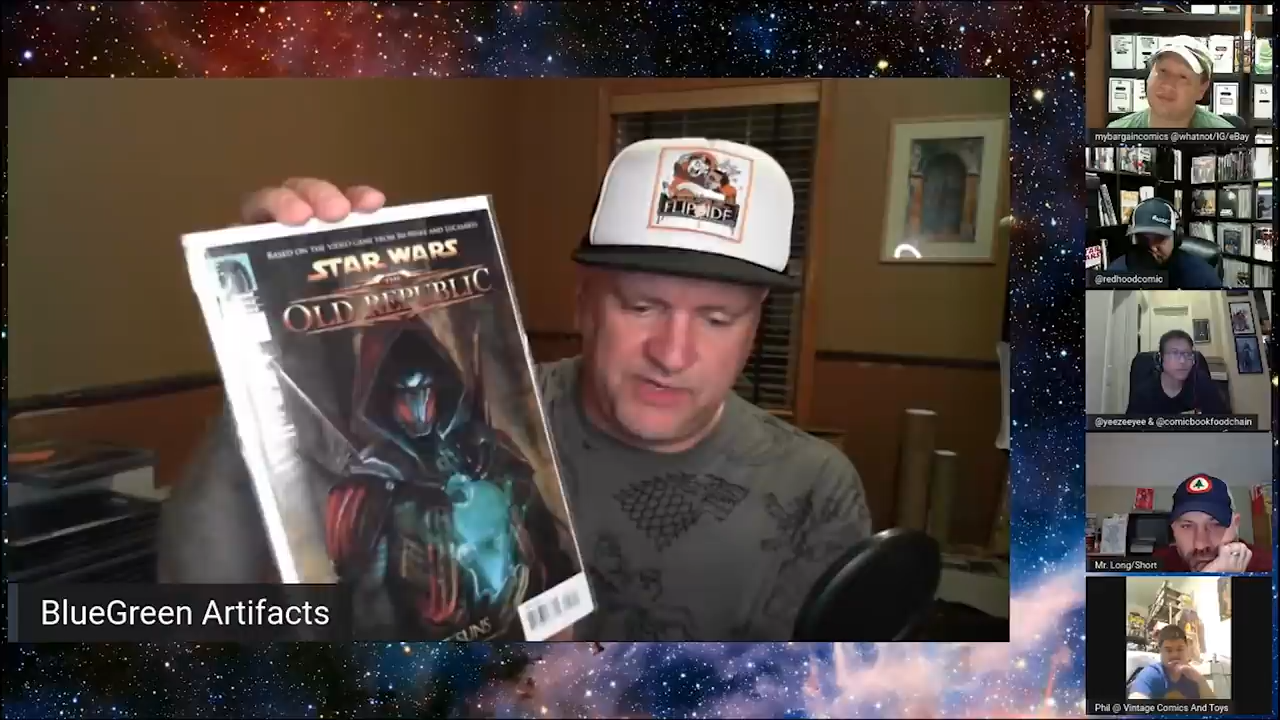 BASED ON THE VIDEO GAME FROM BIOWARE AND LUCASARTS
STAR WARS
THE
OLD REPUBLIC
SUNS
FLIPSIDE
BlueGreen Artifacts
mybargaincomics @whatnot/IG/eBay
@redhoodcomic
@yeezeeyee & @comicbookfoodchain
Mr. Long/Short
Phil @ Vintage Comics And Toys